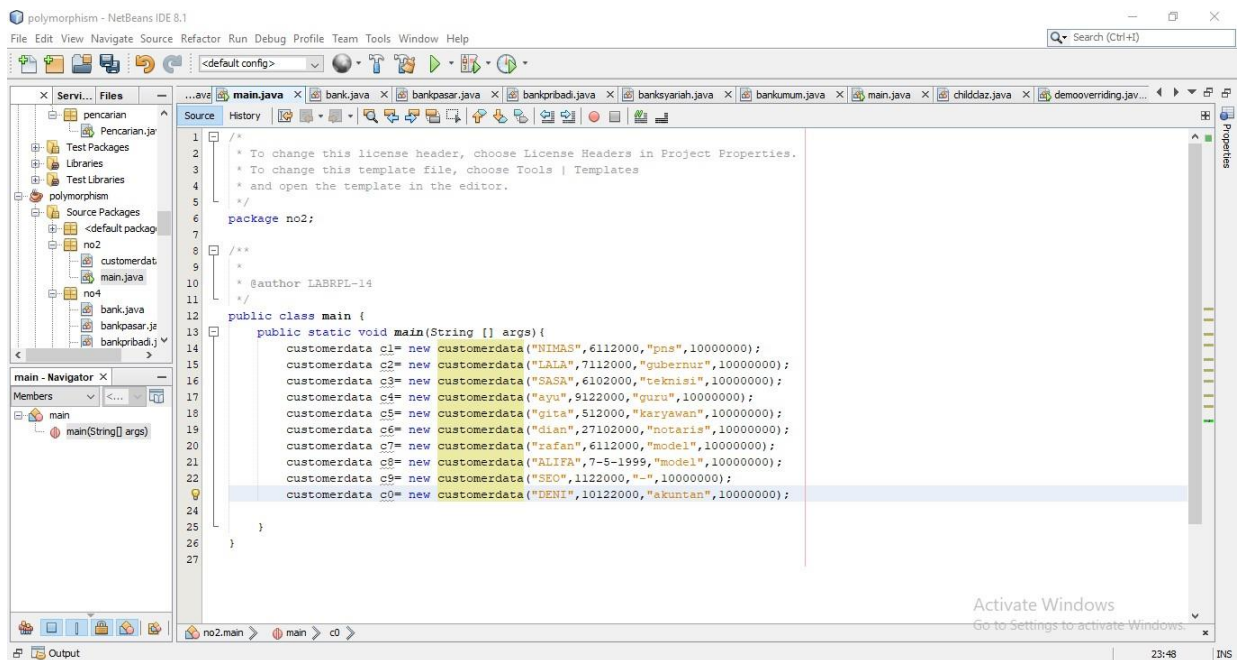 polymorphism - NetBeans IDE 8.1
File Edit View Navigate Source Refactor Run Debug Profile Team Tools Window Help
Search (Ctrl+I)
<default config>
Servi... Files
...ava main.java bank.java bankpasar.java bankpribadi.java banksyariah.java bankumum.java main.java childclaz.java demooverriding.jav...
Source History
Properties
pencarian
Pencarian.jav
Test Packages
Libraries
Test Libraries
polymorphism
Source Packages
<default packag
no2
customerdat
main.java
no4
bank.java
bankpasar.ja
bankpribadi.j
main - Navigator
Members <...
main
main(String[] args)
1 /*
2 * To change this license header, choose License Headers in Project Properties.
3 * To change this template file, choose Tools | Templates
4 * and open the template in the editor.
5 */
6 package no2;
7
8 /**
9 *
10 * @author LABRPL-14
11 */
12 public class main {
13 public static void main(String [] args){
14 customerdata c1= new customerdata("NIMAS",6112000,"pns",10000000);
15 customerdata c2= new customerdata("LALA",7112000,"gubernur",10000000);
16 customerdata c3= new customerdata("SASA",6102000,"teknisi",10000000);
17 customerdata c4= new customerdata("ayu",9122000,"guru",10000000);
18 customerdata c5= new customerdata("gita",512000,"karyawan",10000000);
19 customerdata c6= new customerdata("dian",27102000,"notaris",10000000);
20 customerdata c7= new customerdata("rafan",6112000,"model",10000000);
21 customerdata c8= new customerdata("ALIFA",7-5-1999,"model",10000000);
22 customerdata c9= new customerdata("SEO",1122000,"-",10000000);
customerdata c0= new customerdata("DENI",10122000,"akuntan",10000000);
24
25 }
26 }
27
Activate Windows
Go to Settings to activate Windows.
no2.main main c0
Output
23:48 INS